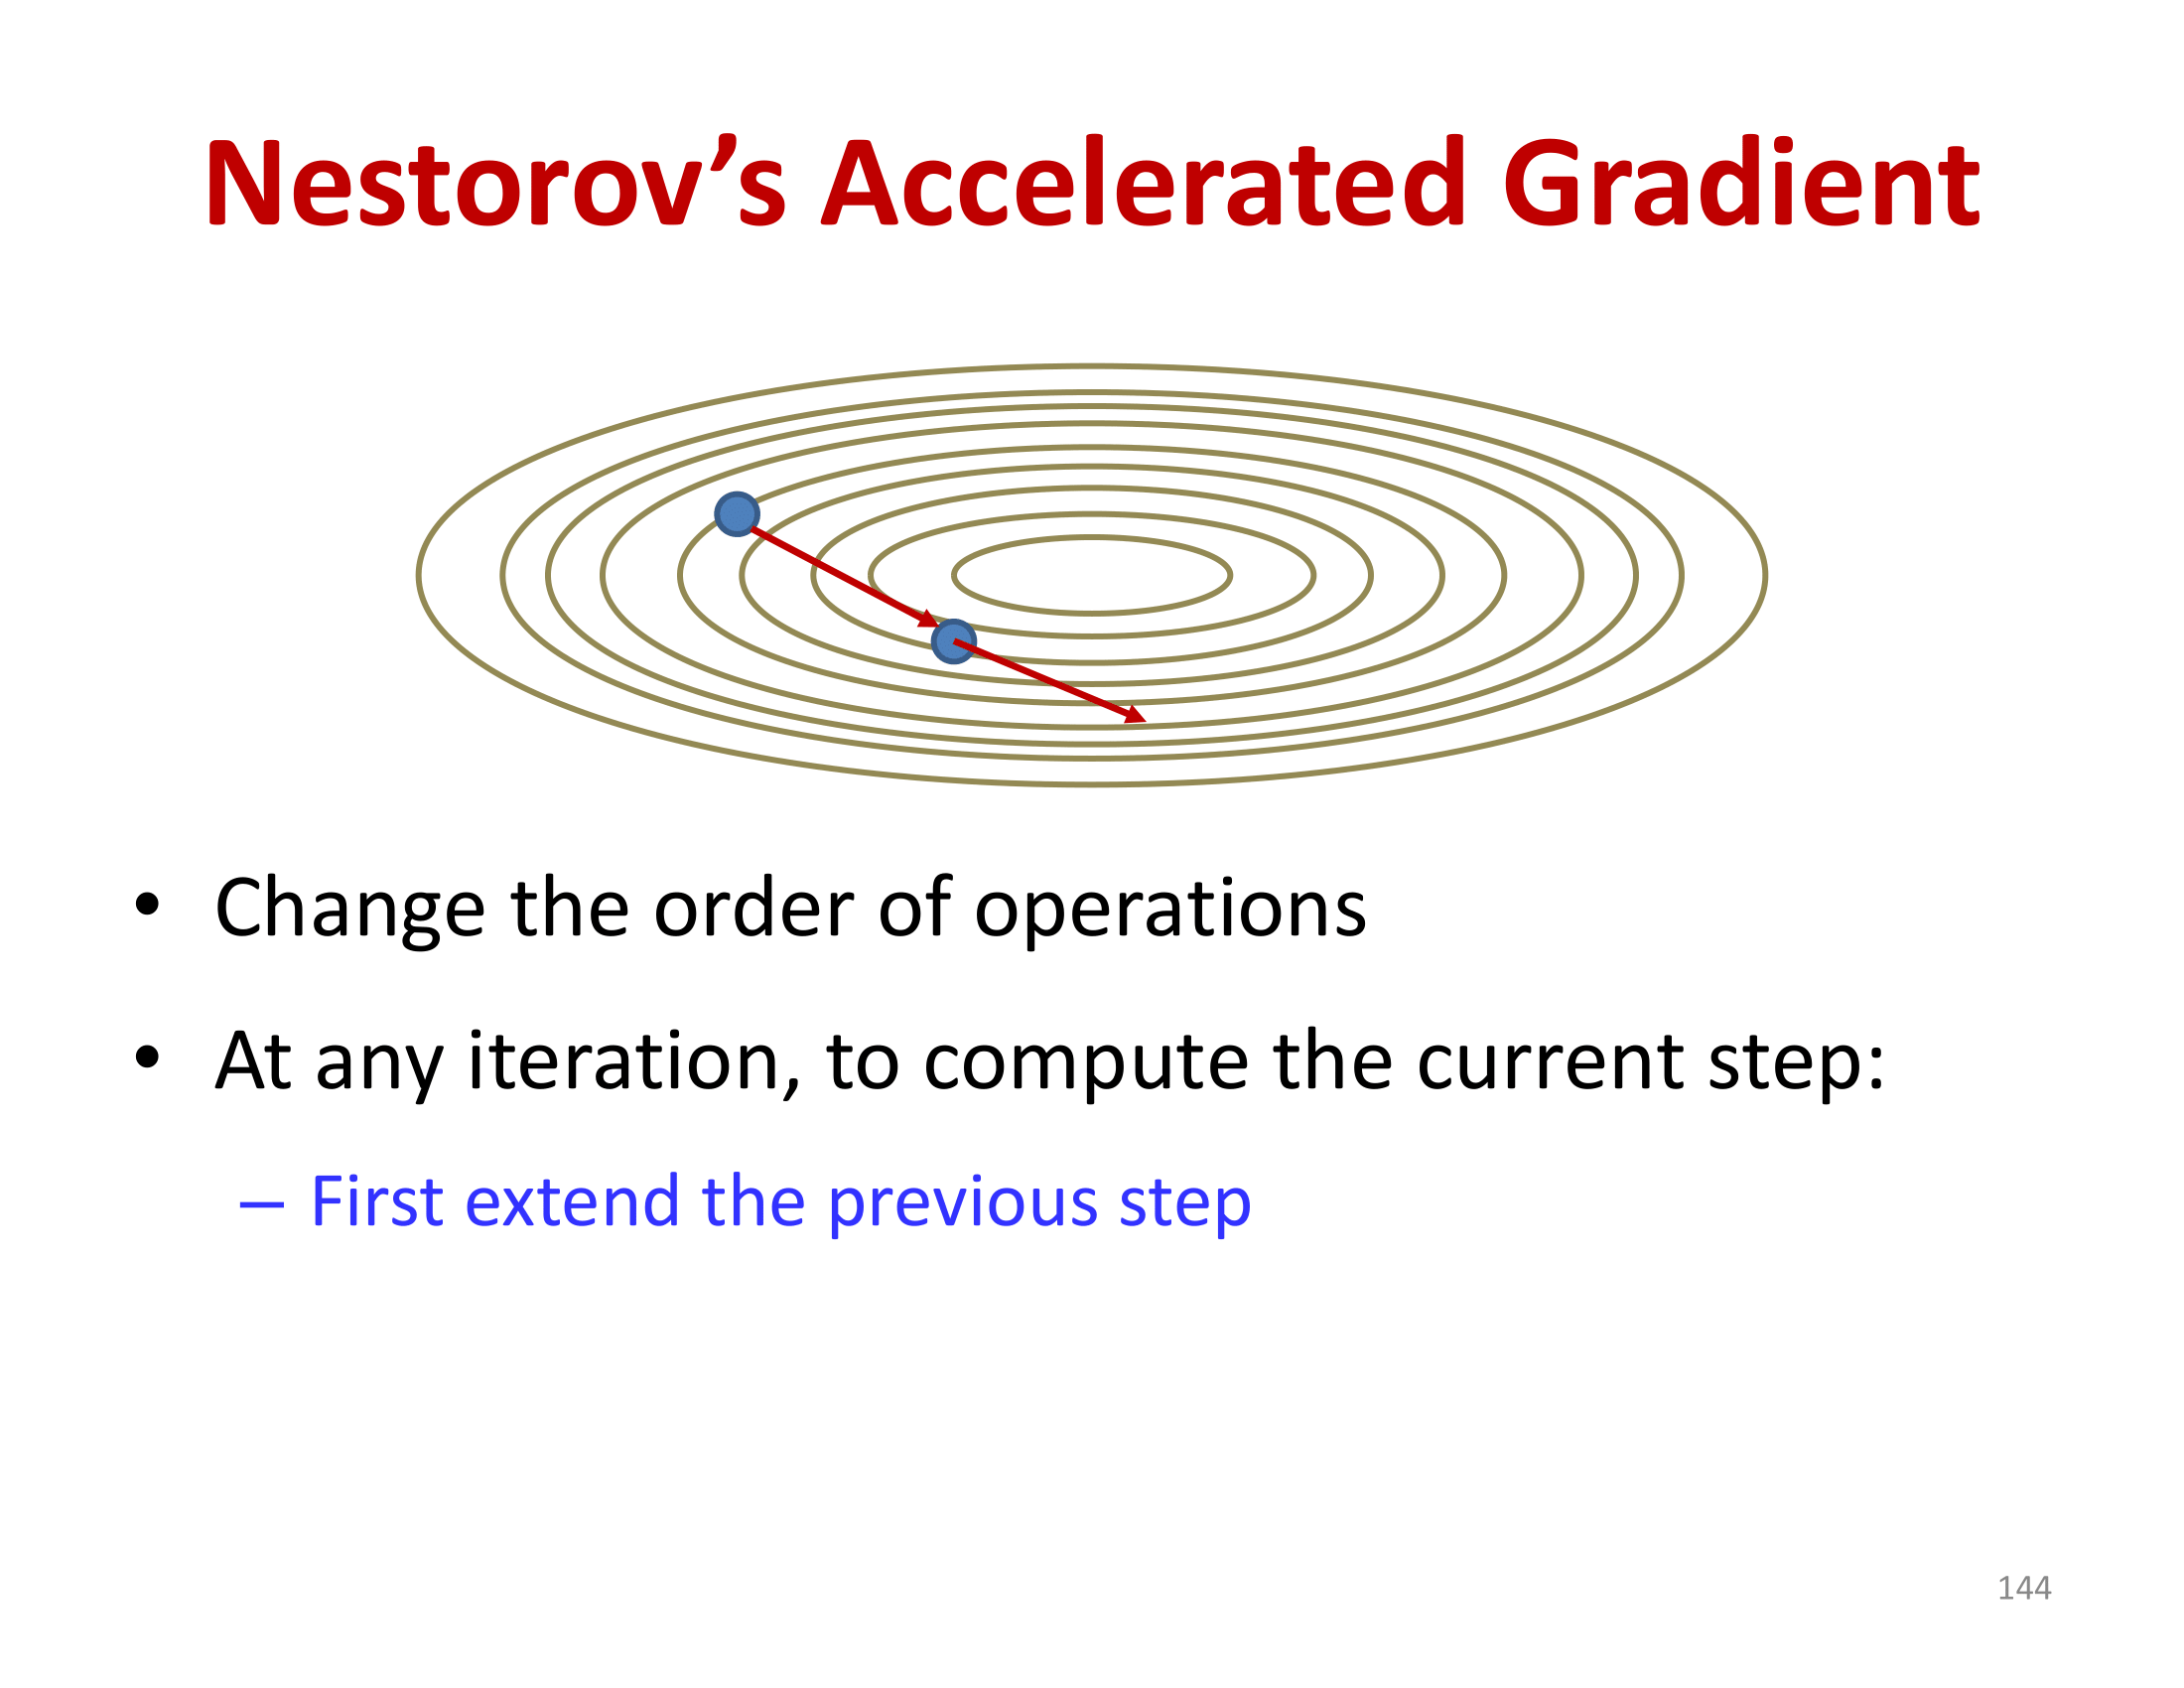 Nestorov’s Accelerated Gradient
• Change the order of operations
• At any iteration, to compute the current step:
– First extend the previous step
144